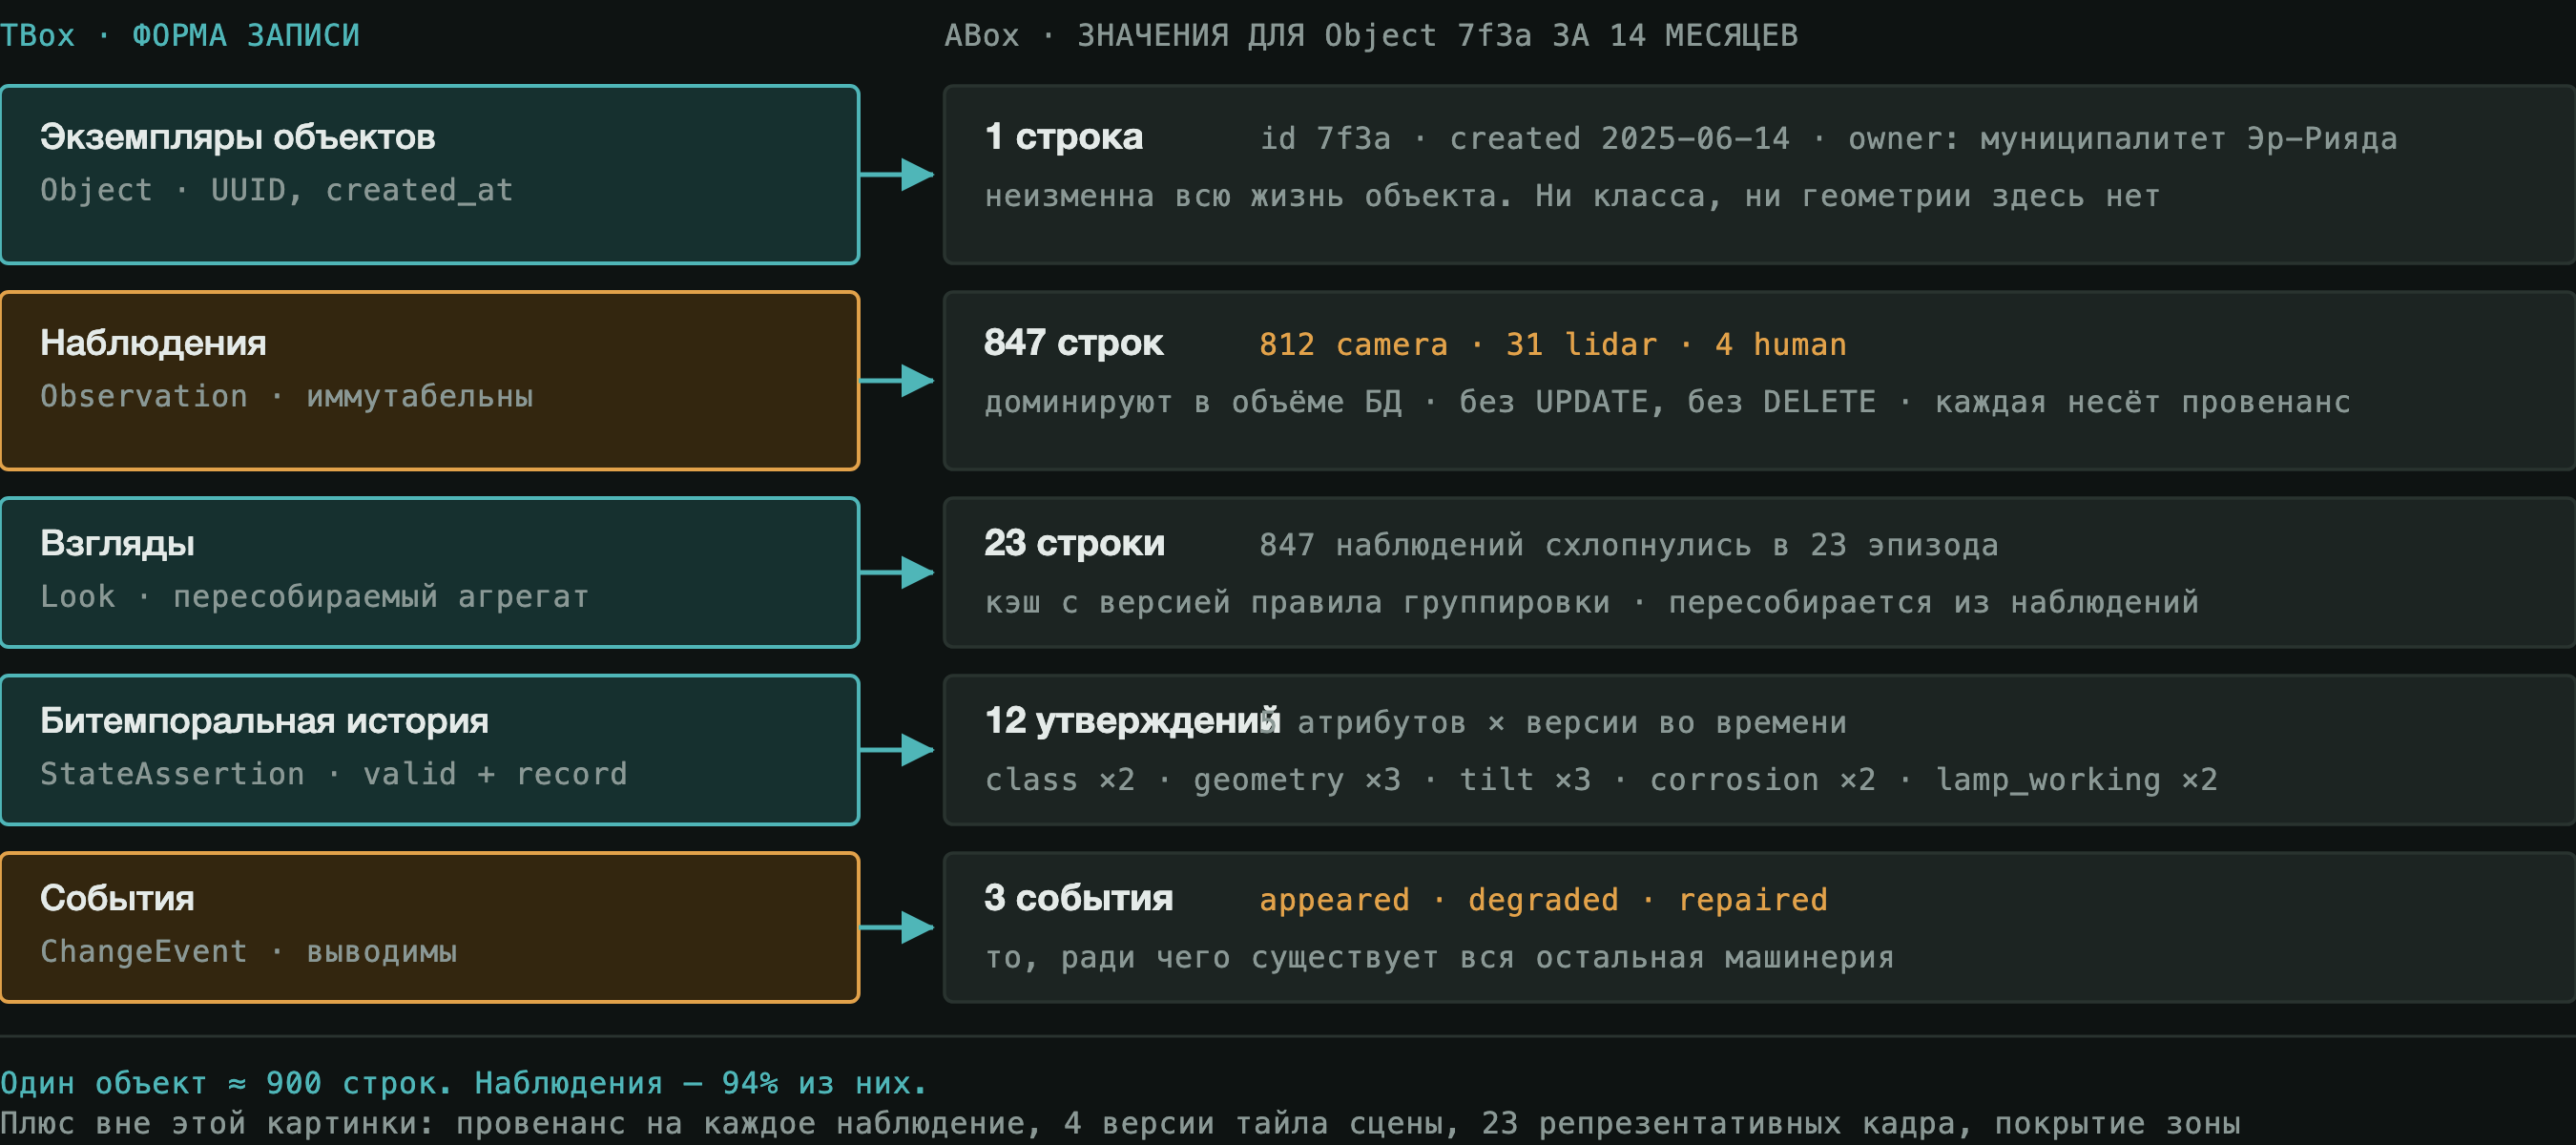 TBox · ФОРМА ЗАПИСИ
ABox · ЗНАЧЕНИЯ ДЛЯ Object 7f3a ЗА 14 МЕСЯЦЕВ
Экземпляры объектов
Object · UUID, created_at
1 строка id 7f3a · created 2025-06-14 · owner: муниципалитет Эр-Рияда
неизменна всю жизнь объекта. Ни класса, ни геометрии здесь нет
Наблюдения
Observation · иммутабельны
847 строк 812 camera · 31 lidar · 4 human
доминируют в объёме БД · без UPDATE, без DELETE · каждая несёт провенанс
Взгляды
Look · пересобираемый агрегат
23 строки 847 наблюдений схлопнулись в 23 эпизода
кэш с версией правила группировки · пересобирается из наблюдений
Битемпоральная история
StateAssertion · valid + record
12 утверждений 5 атрибутов × версии во времени
class ×2 · geometry ×3 · tilt ×3 · corrosion ×2 · lamp_working ×2
События
ChangeEvent · выводимы
3 события appeared · degraded · repaired
то, ради чего существует вся остальная машинерия
Один объект ≈ 900 строк. Наблюдения — 94% из них.
Плюс вне этой картинки: провенанс на каждое наблюдение, 4 версии тайла сцены, 23 репрезентативных кадра, покрытие зоны